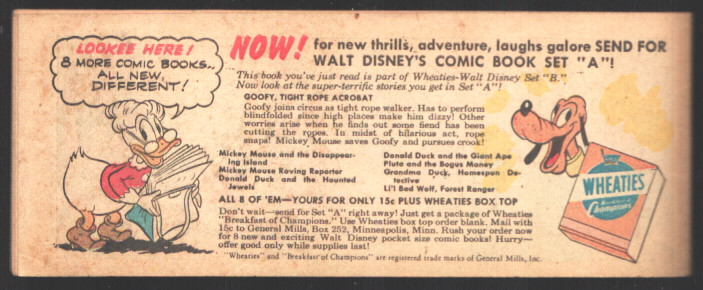 LOOKEE HERE!
8 MORE COMIC BOOKS..
ALL NEW,
DIFFERENT!
NOW! for new thrills, adventure, laughs galore SEND FOR
WALT DISNEY'S COMIC BOOK SET "A"!
This book you've just read is part of Wheaties-Walt Disney Set "B."
Now look at the super-terrific stories you get in Set "A"!
GOOFY, TIGHT ROPE ACROBAT
Goofy joins circus as tight rope walker. Has to perform
blindfolded since high places make him dizzy! Other
worries arise when he finds out some fiend has been
cutting the ropes. In midst of hilarious act, rope
snaps! Mickey Mouse saves Goofy and pursues crook!
Mickey Mouse and the Disappear-
ing Island
Mickey Mouse Roving Reporter
Donald Duck and the Haunted
Jewels
Donald Duck and the Giant Ape
Pluto and the Bogus Money
Grandma Duck, Homespun De-
tective
Li'l Bad Wolf, Forest Ranger
ALL 8 OF 'EM—YOURS FOR ONLY 15c PLUS WHEATIES BOX TOP
Don't wait—send for Set "A" right away! Just get a package of Wheaties
"Breakfast of Champions." Use Wheaties box top order blank. Mail with
15c to General Mills, Box 252, Minneapolis, Minn. Rush your order now
for 8 new and exciting Walt Disney pocket size comic books! Hurry—
offer good only while supplies last!
"Wheaties" and "Breakfast of Champions" are registered trade marks of General Mills, Inc.
WHEATIES
Champions